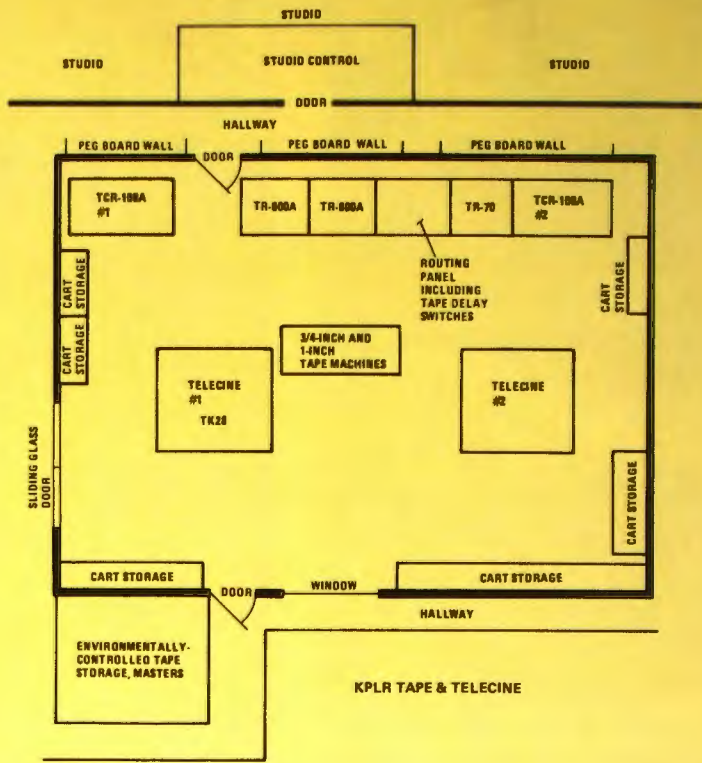 STUDIO
STUDIO
STUDIO CONTROL
STUDIO
DOOR
HALLWAY
PEG BOARD WALL
DOOR
PEG BOARD WALL
PEG BOARD WALL
TCR-100A
#1
TR-600A
TR-600A
TR-70
TCR-100A
#2
ROUTING
PANEL
INCLUDING
TAPE DELAY
SWITCHES
CART
STORAGE
CART
STORAGE
CART
STORAGE
3/4-INCH AND
1-INCH
TAPE MACHINES
TELECINE
#1
TK28
TELECINE
#2
SLIDING GLASS
DOOR
CART STORAGE
CART STORAGE
DOOR
WINDOW
CART STORAGE
HALLWAY
ENVIRONMENTALLY-
CONTROLLED TAPE
STORAGE, MASTERS
KPLR TAPE & TELECINE